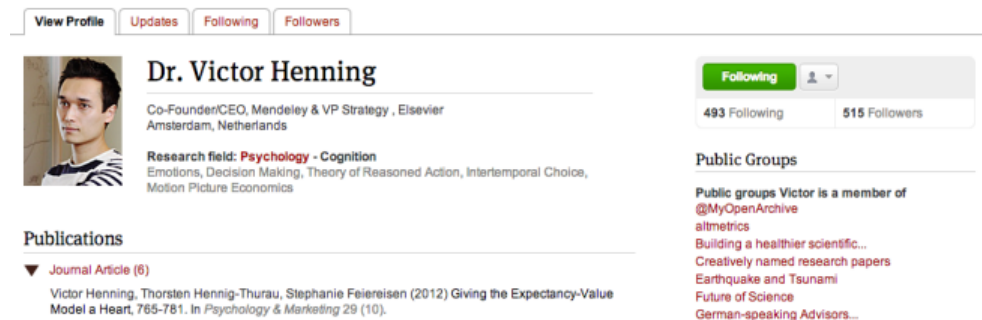 View Profile Updates Following Followers
Dr. Victor Henning
Co-Founder/CEO, Mendeley & VP Strategy , Elsevier
Amsterdam, Netherlands
Research field: Psychology - Cognition
Emotions, Decision Making, Theory of Reasoned Action, Intertemporal Choice,
Motion Picture Economics
Publications
Journal Article (6)
Victor Henning, Thorsten Hennig-Thurau, Stephanie Feiereisen (2012) Giving the Expectancy-Value
Model a Heart, 765-781. In Psychology & Marketing 29 (10).
Following
493 Following 515 Followers
Public Groups
Public groups Victor is a member of
@MyOpenArchive
altmetrics
Building a healthier scientific...
Creatively named research papers
Earthquake and Tsunami
Future of Science
German-speaking Advisors...